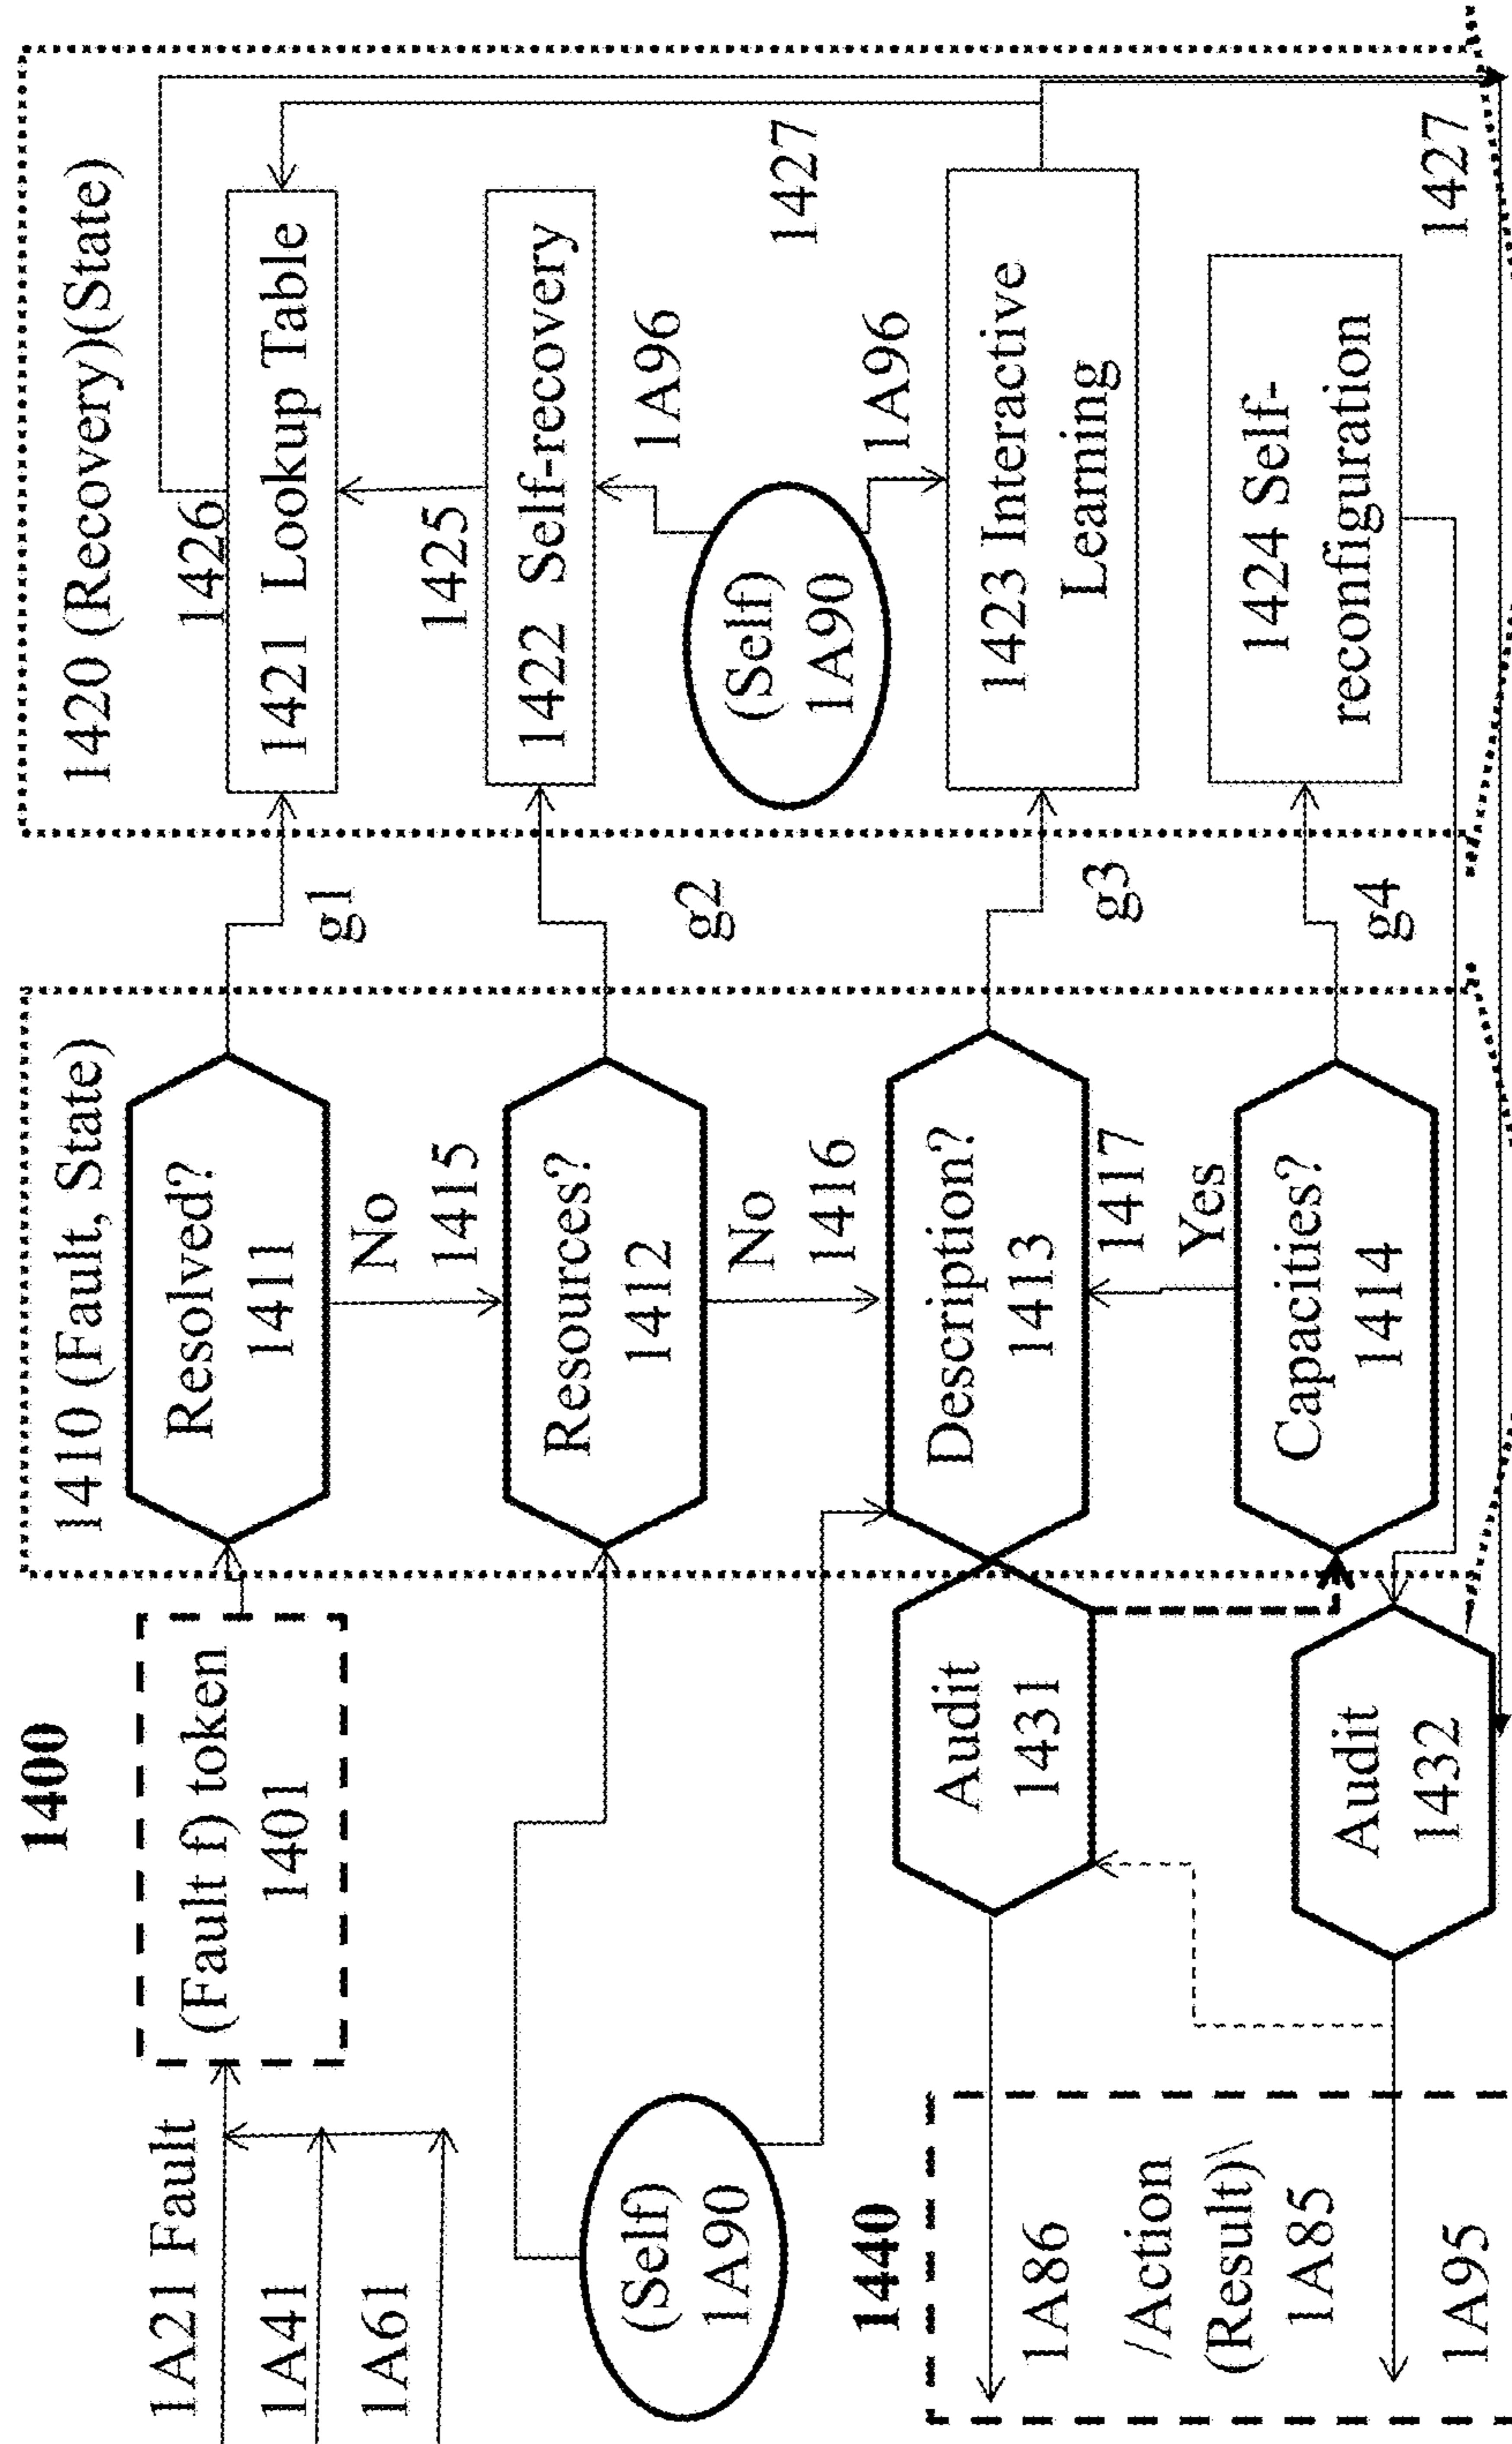 1400
1A21 Fault
1A41
1A61
(Fault f) token
1401
(Self)
1A90
1410 (Fault, State)
Resolved?
1411
No
1415
Resources?
1412
No
1416
Description?
1413
1417
Yes
Capacities?
1414
g1
g2
g3
g4
1420 (Recovery)(State)
1426
1421 Lookup Table
1425
1422 Self-recovery
1A96
(Self)
1A90
1A96
1427
1423 Interactive
Learning
1424 Self-
reconfiguration
1427
Audit
1431
Audit
1432
1440
1A86
/Action
(Result)\
1A85
1A95